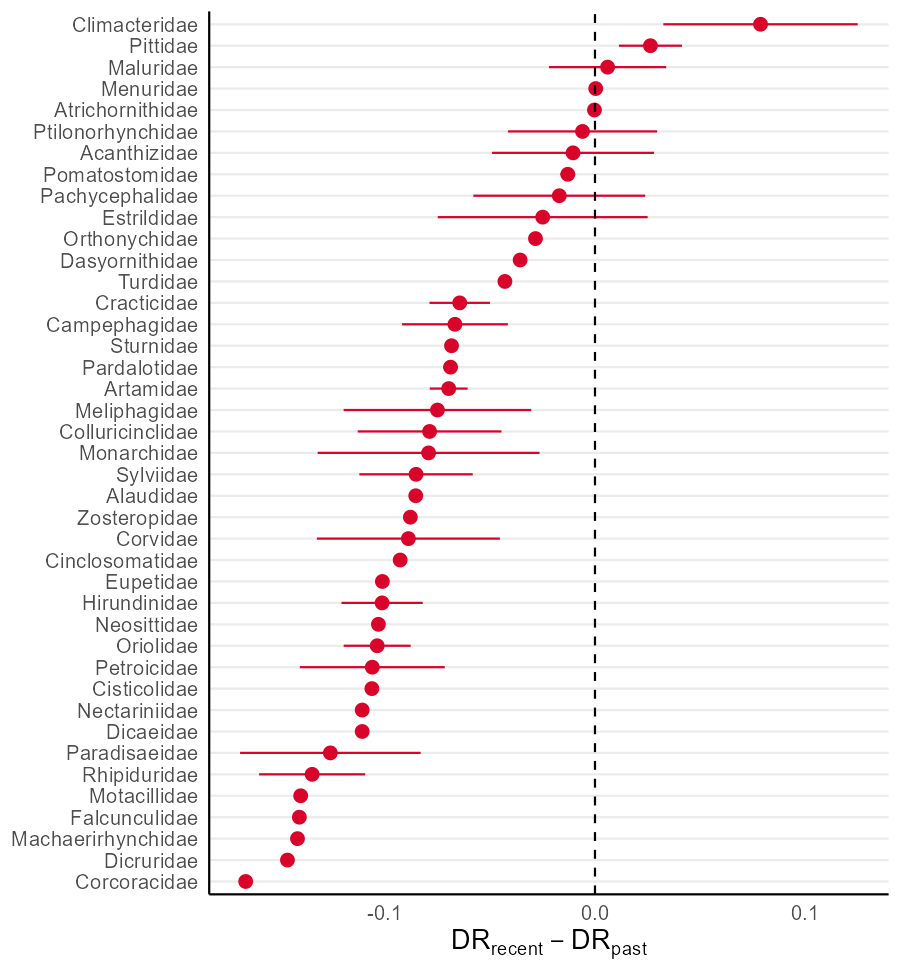 Climacteridae
Pittidae
Maluridae
Menuridae
Atrichornithidae
Ptilonorhynchidae
Acanthizidae
Pomatostomidae
Pachycephalidae
Estrildidae
Orthonychidae
Dasyornithidae
Turdidae
Cracticidae
Campephagidae
Sturnidae
Pardalotidae
Artamidae
Meliphagidae
Colluricinclidae
Monarchidae
Sylviidae
Alaudidae
Zosteropidae
Corvidae
Cinclosomatidae
Eupetidae
Hirundinidae
Neosittidae
Oriolidae
Petroicidae
Cisticolidae
Nectariniidae
Dicaeidae
Paradisaeidae
Rhipiduridae
Motacillidae
Falcunculidae
Machaerirhynchidae
Dicruridae
Corcoracidae
-0.1 0.0 0.1
DRrecent – DRpast